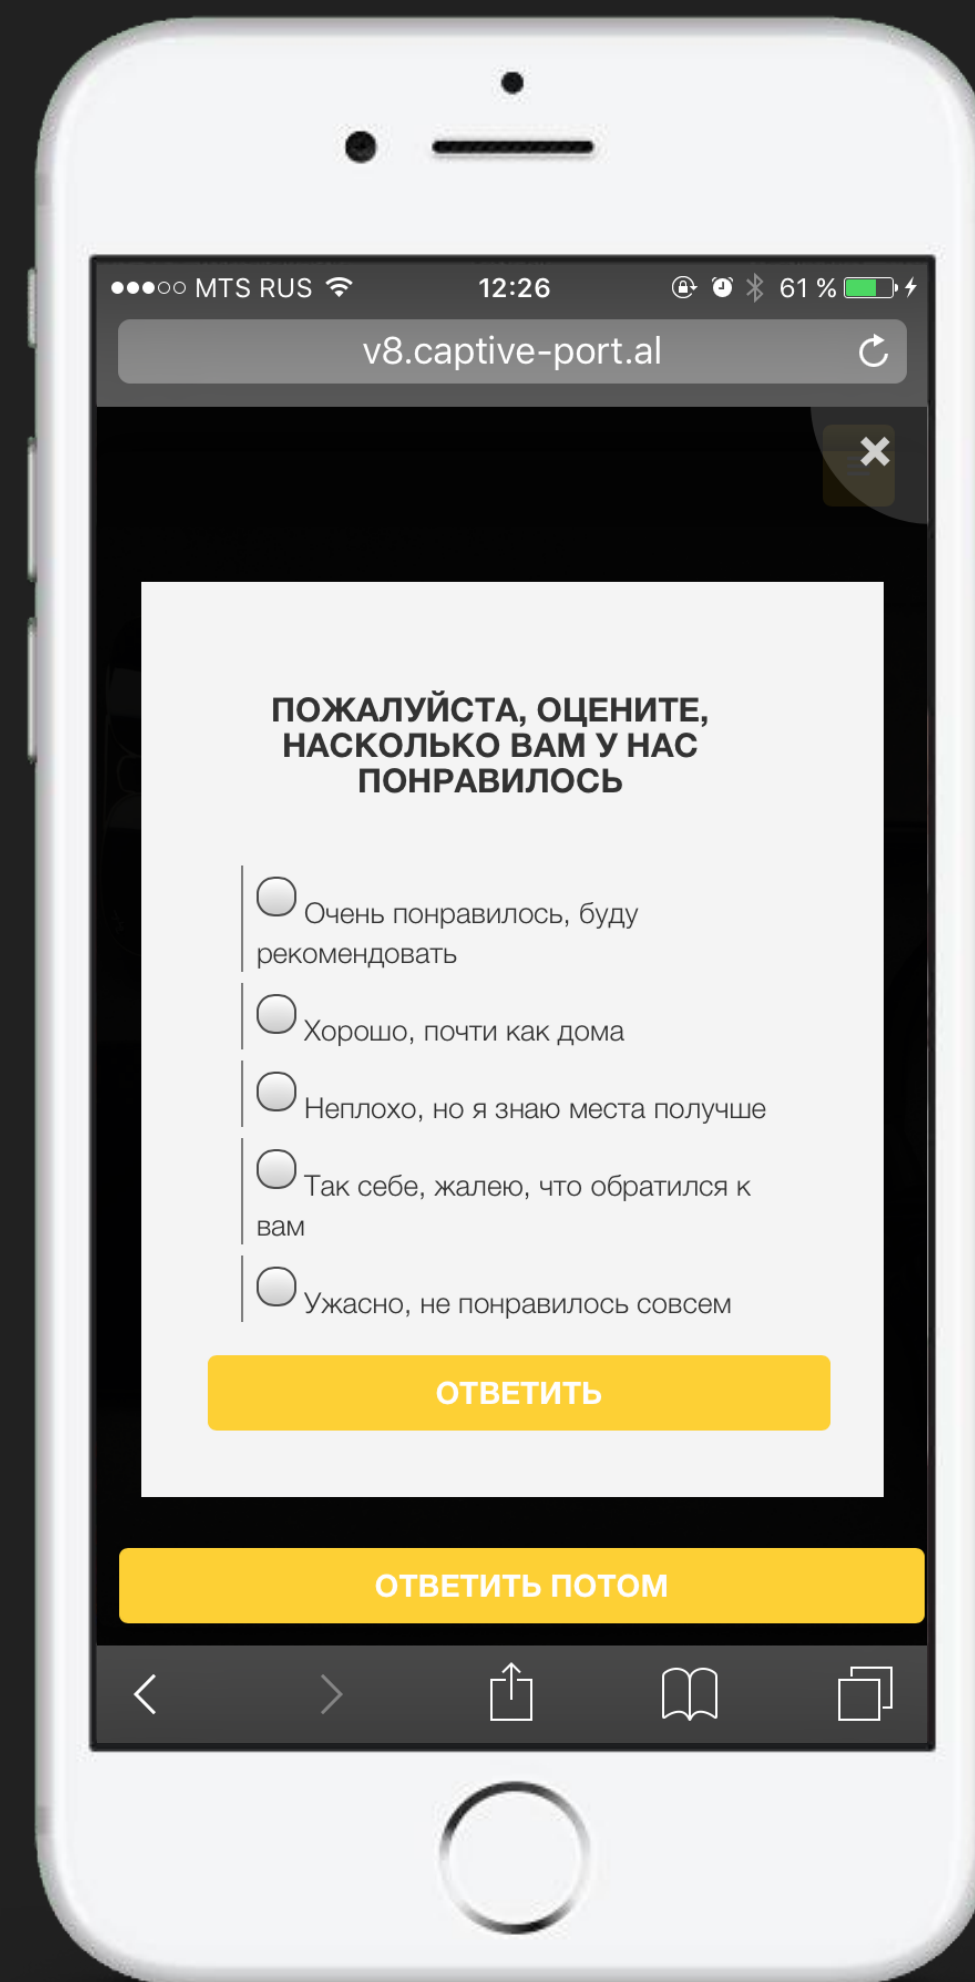 MTS RUS 12:26 61 %
v8.captive-port.al
ПОЖАЛУЙСТА, ОЦЕНИТЕ,
НАСКОЛЬКО ВАМ У НАС
ПОНРАВИЛОСЬ
Очень понравилось, буду
рекомендовать
Хорошо, почти как дома
Неплохо, но я знаю места получше
Так себе, жалею, что обратился к
вам
Ужасно, не понравилось совсем
ОТВЕТИТЬ
ОТВЕТИТЬ ПОТОМ